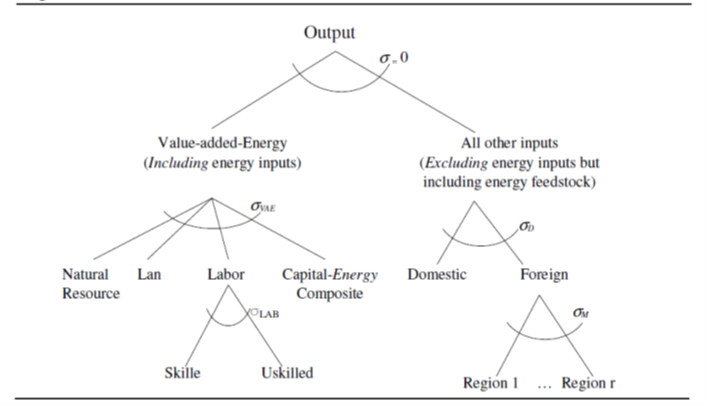 Output
σ=0
Value-added-Energy
(Including energy inputs)
All other inputs
(Excluding energy inputs but
including energy feedstock)
σVAE
σD
Natural
Resource
Lan
Labor
Capital-Energy
Composite
Domestic
Foreign
σLAB
σM
Skille
Uskilled
Region 1 ... Region r